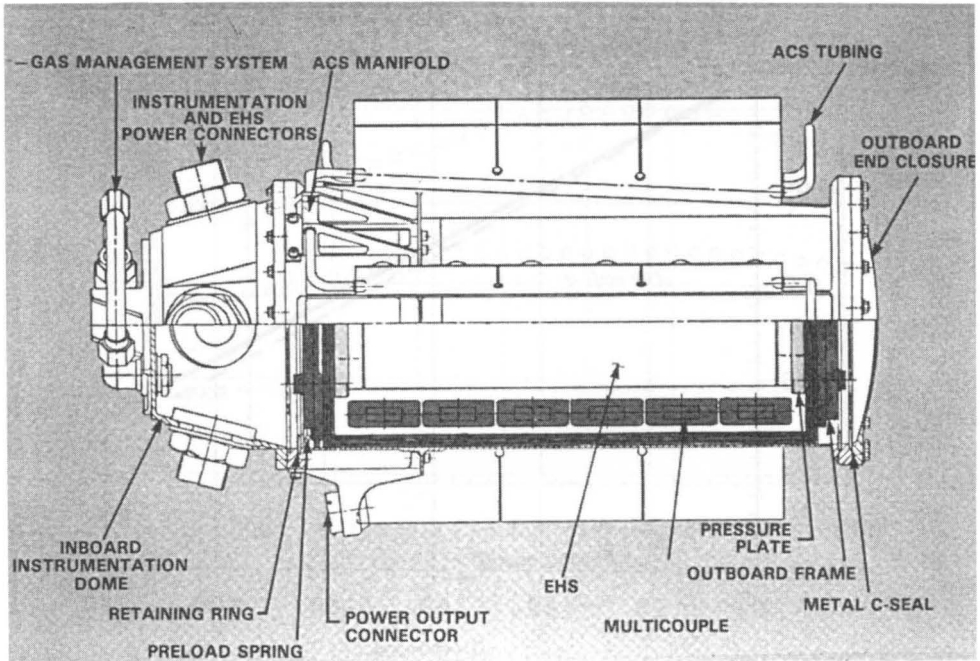 —GAS MANAGEMENT SYSTEM
ACS MANIFOLD
ACS TUBING
INSTRUMENTATION
AND EHS
POWER CONNECTORS
OUTBOARD
END CLOSURE
INBOARD
INSTRUMENTATION
DOME
RETAINING RING
PRELOAD SPRING
POWER OUTPUT
CONNECTOR
EHS
MULTICOUPLE
PRESSURE
PLATE
OUTBOARD FRAME
METAL C-SEAL